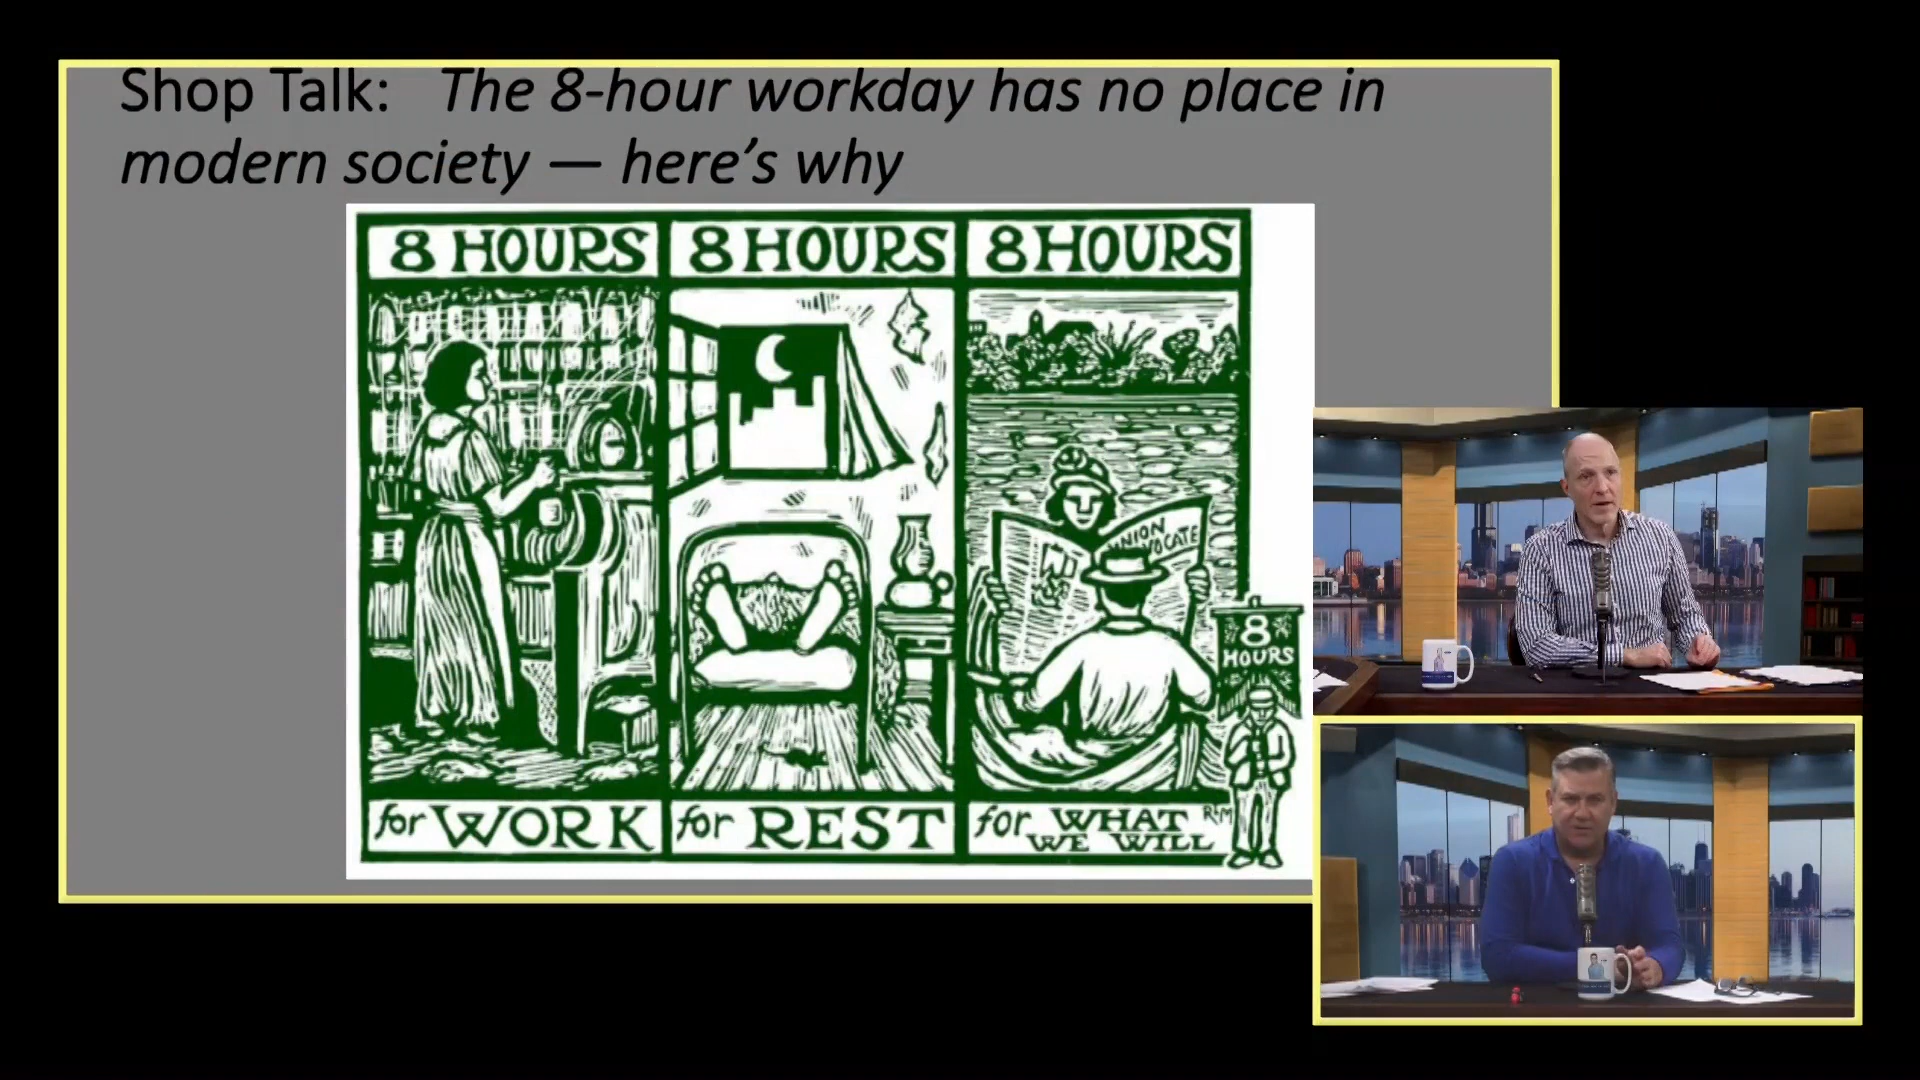 Shop Talk: The 8-hour workday has no place in
modern society — here's why
8 HOURS
8 HOURS
8 HOURS
UNION
VOCATE
8
HOURS
for WORK
for REST
for WHAT
WE WILL